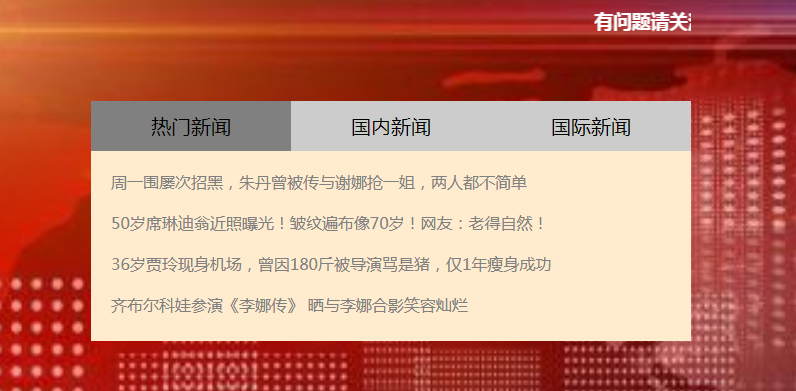 有问题请关
热门新闻 国内新闻 国际新闻
周一围屡次招黑，朱丹曾被传与谢娜抢一姐，两人都不简单
50岁席琳迪翁近照曝光！皱纹遍布像70岁！网友：老得自然！
36岁贾玲现身机场，曾因180斤被导演骂是猪，仅1年瘦身成功
齐布尔科娃参演《李娜传》 晒与李娜合影笑容灿烂